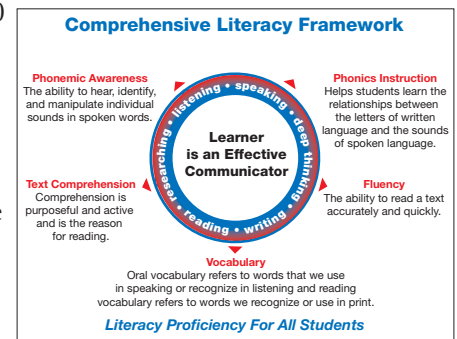 )
Comprehensive Literacy Framework
Phonemic Awareness
The ability to hear, identify,
and manipulate individual
sounds in spoken words.
Phonics Instruction
Helps students learn the
relationships between
the letters of written
language and the sounds
of spoken language.
researching • listening • speaking • deep thinking • writing • reading •
Learner
is an Effective
Communicator
Text Comprehension
Comprehension is
purposeful and active
and is the reason
for reading.
Fluency
The ability to read a text
accurately and quickly.
e
Vocabulary
Oral vocabulary refers to words that we use
in speaking or recognize in listening and reading
vocabulary refers to words we recognize or use in print.
Literacy Proficiency For All Students